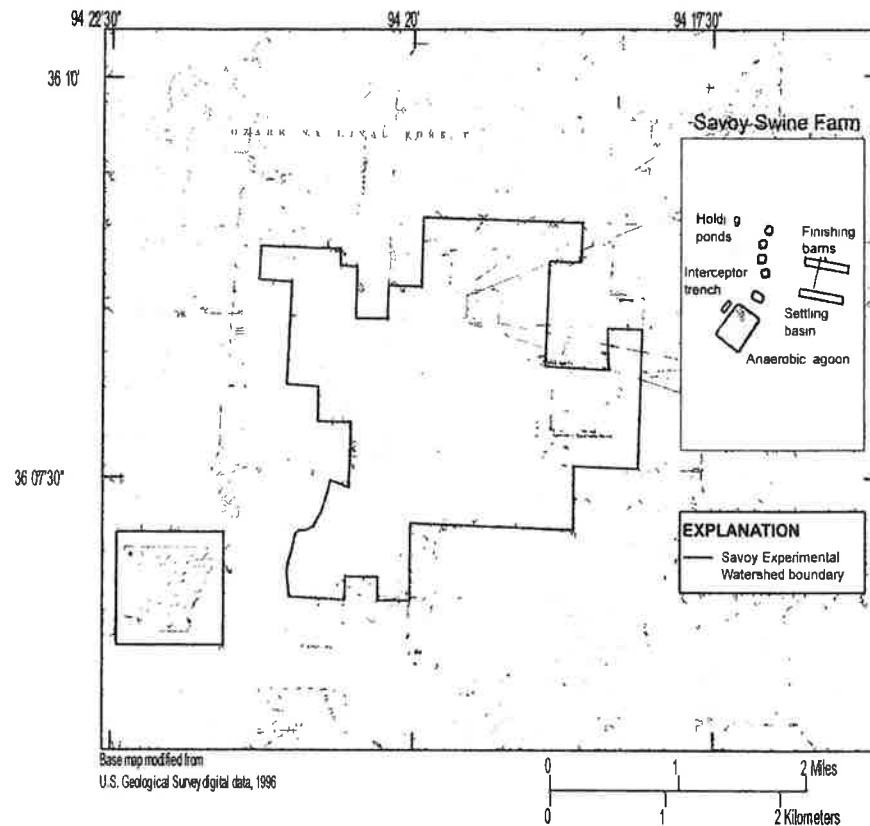 94 22'30"
94 20'
94 17'30"
36 10'
Savoy Swine Farm
Holding
ponds
Finishing
barns
Interceptor
trench
Settling
basin
Anaerobic agoon
36 07'30"
EXPLANATION
Savoy Experimental
Watershed boundary
Base map modified from
U.S. Geological Survey digital data, 1996
0 1 2 Miles
0 1 2 Kilometers